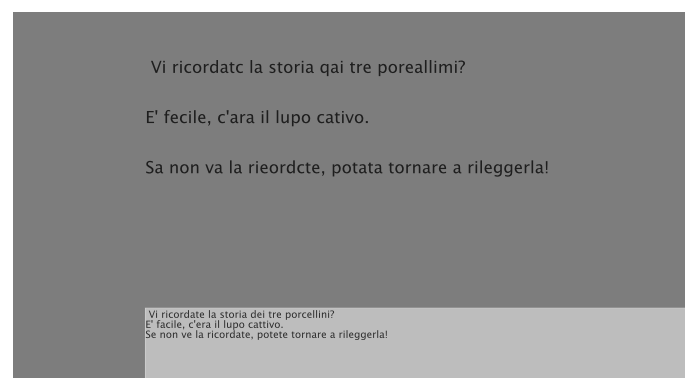 Vi ricordatc la storia qai tre poreallimi?
E' fecile, c'ara il lupo cativo.
Sa non va la rieordcte, potata tornare a rileggerla!
Vi ricordate la storia dei tre porcellini?
E' facile, c'era il lupo cattivo.
Se non ve la ricordate, potete tornare a rileggerla!